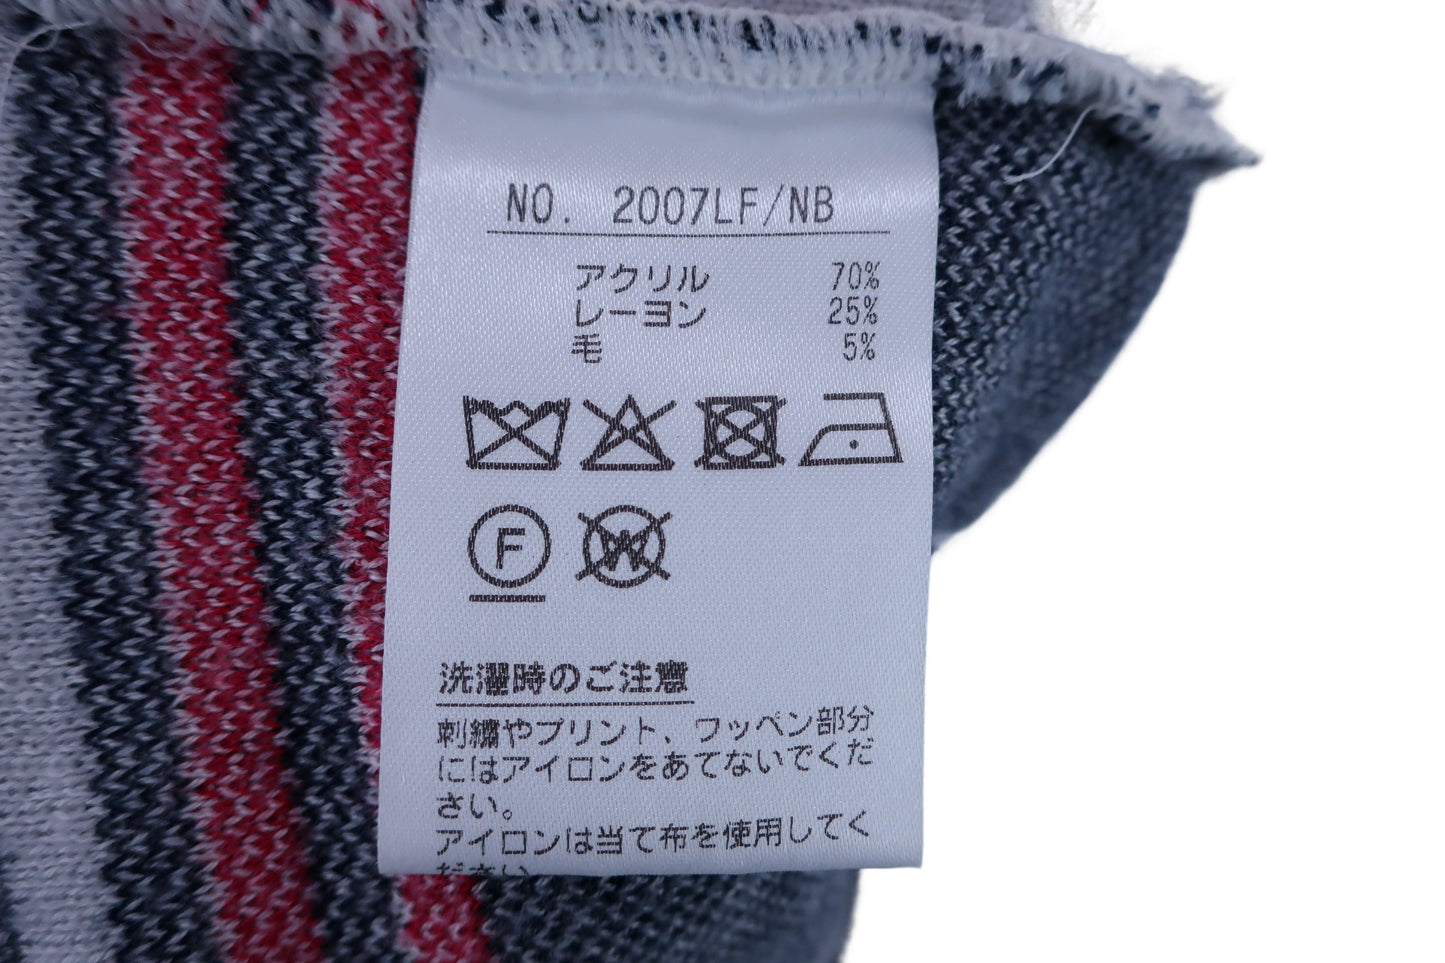 NO. 2007LF/NB
アクリル 70%
レーヨン 25%
毛 5%
F
W
洗濯時のご注意
刺繍やプリント、ワッペン部分
にはアイロンをあてないでくだ
さい。
アイロンは当て布を使用してく
ださい